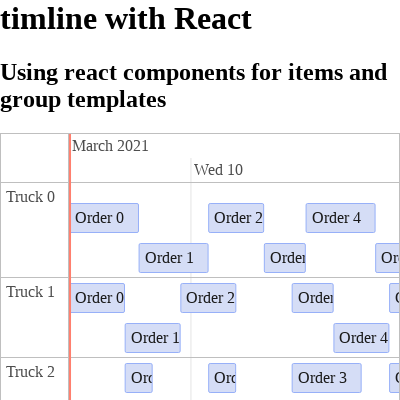 timline with React
Using react components for items and
group templates
March 2021
Wed 10
Truck 0
Order 0
Order 2
Order 4
Order 1
Order
Truck 1
Order 0
Order 2
Order
Order 1
Order 4
Truck 2
Order 3